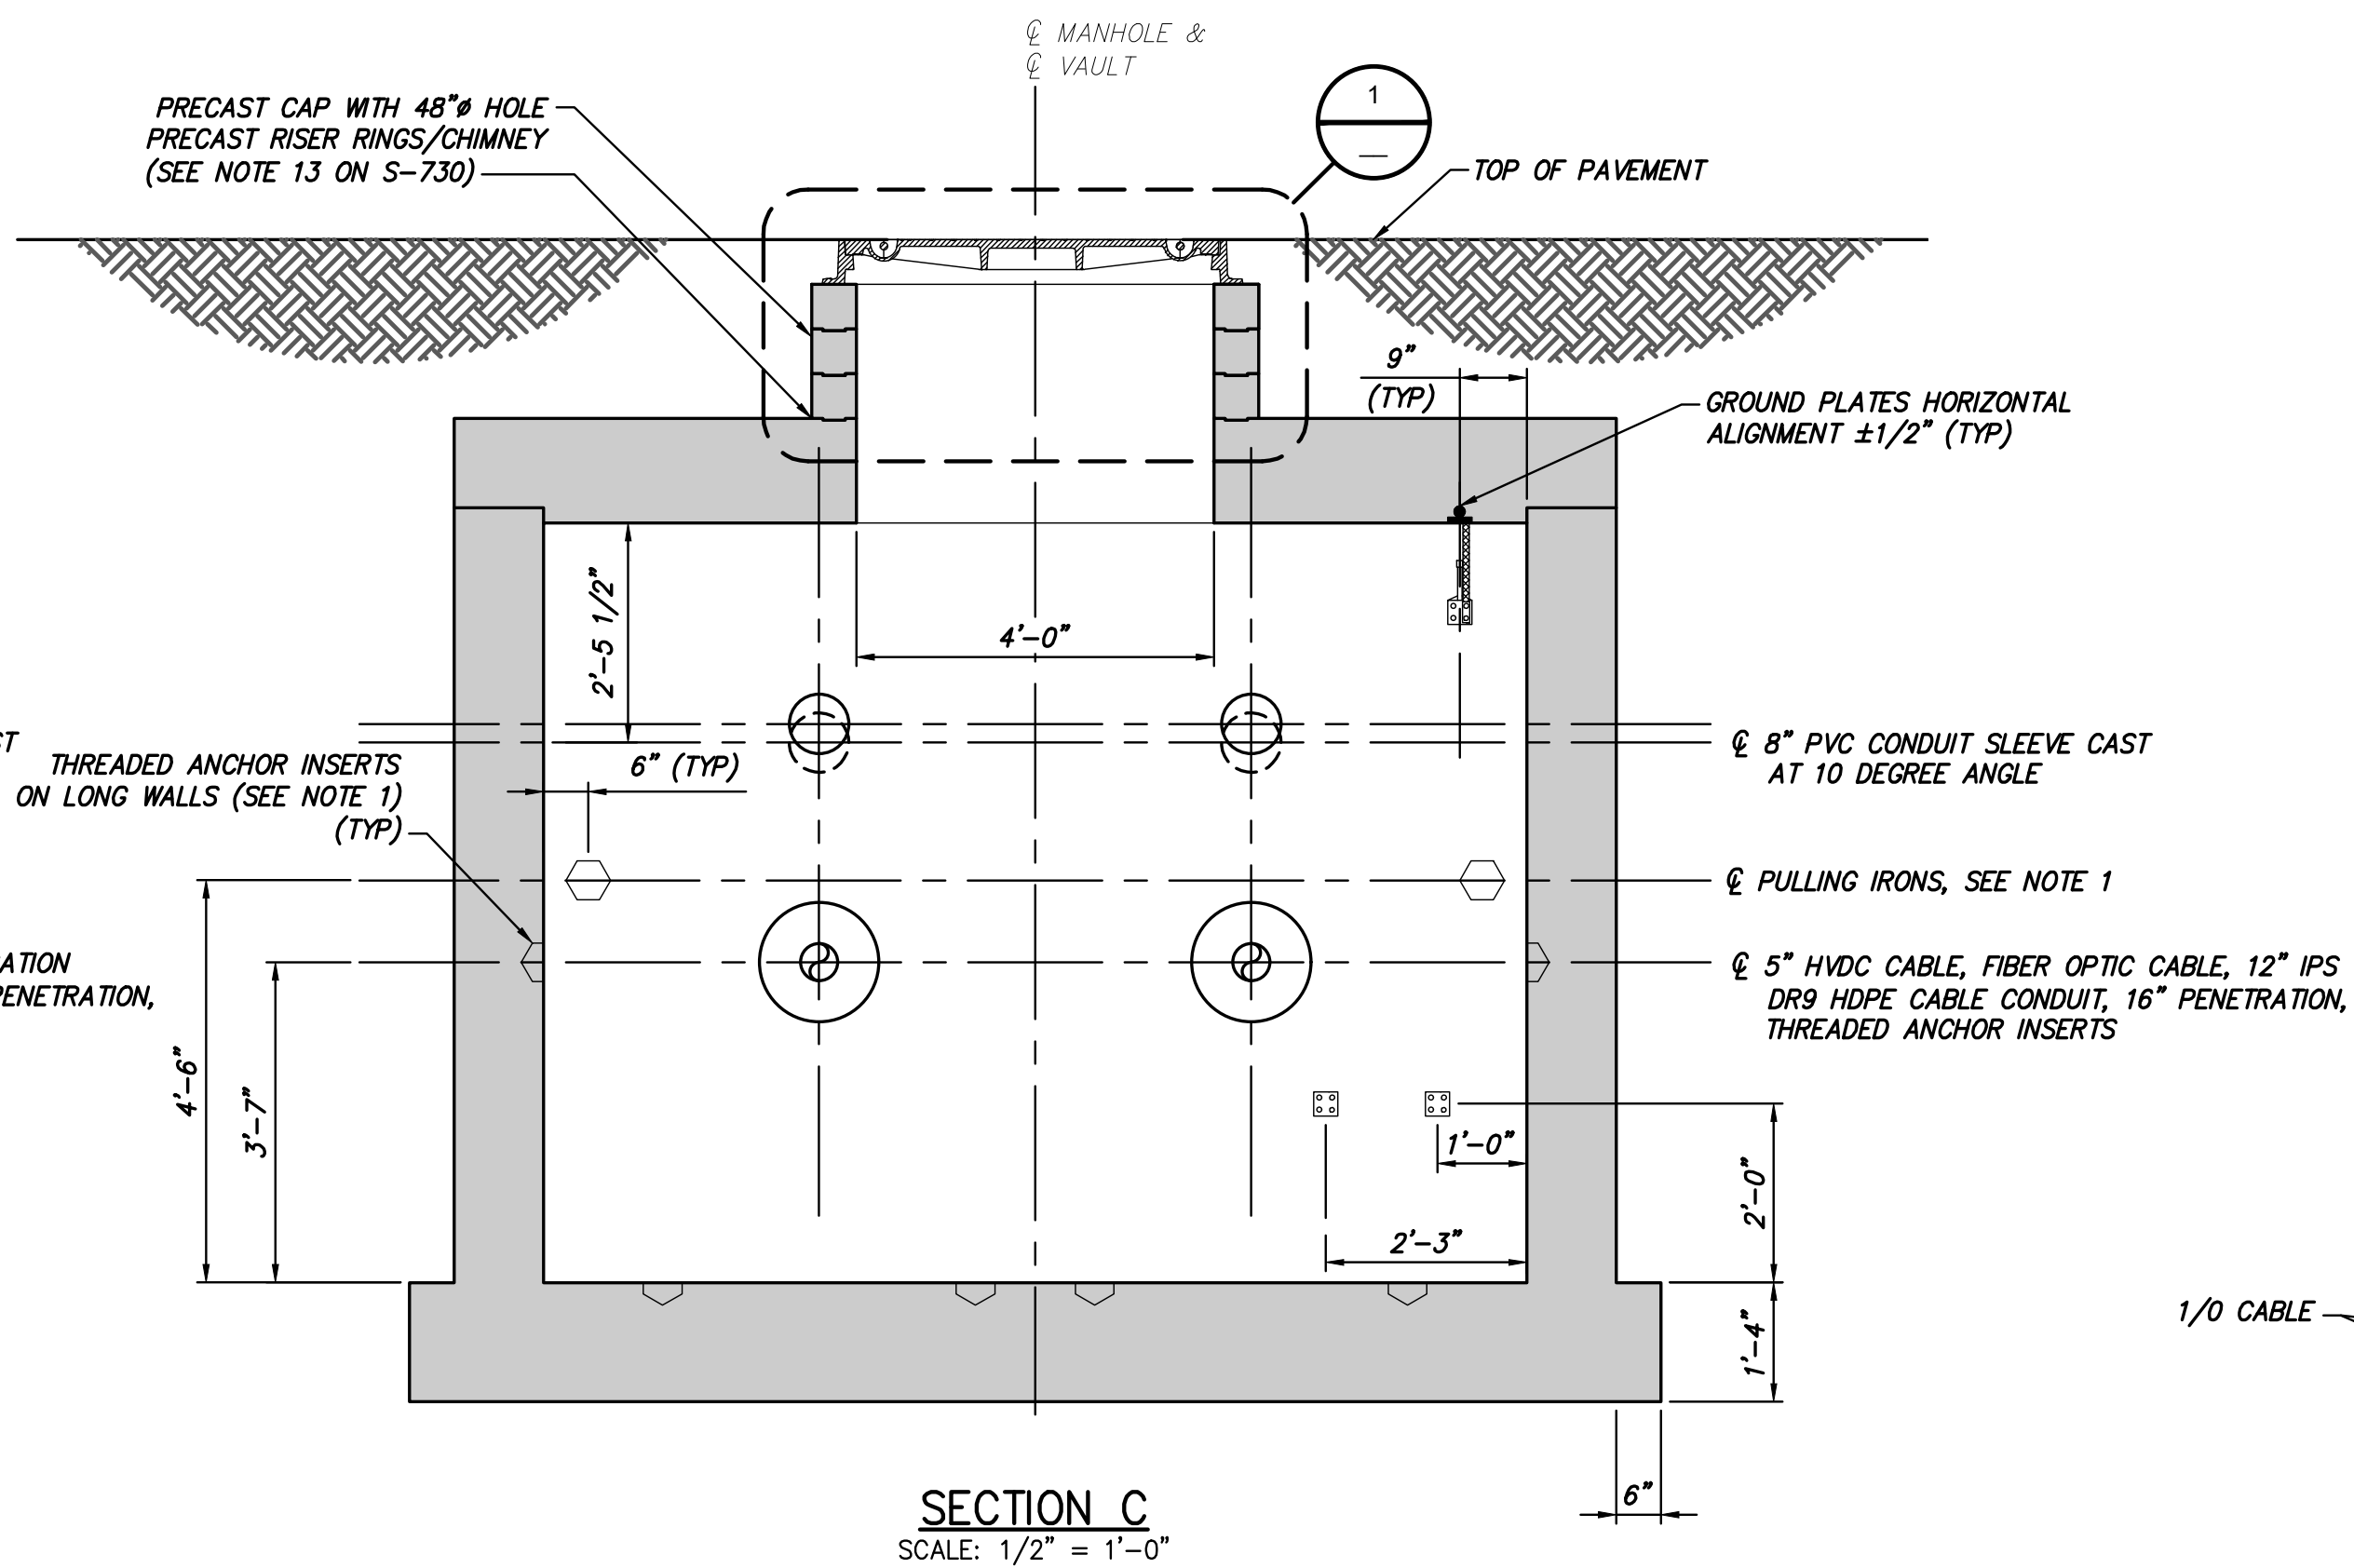 ℄ MANHOLE &
℄ VAULT
1
—
PRECAST CAP WITH 48"ø HOLE
PRECAST RISER RINGS/CHIMNEY
(SEE NOTE 13 ON S-730)
TOP OF PAVEMENT
9"
(TYP)
GROUND PLATES HORIZONTAL
ALIGNMENT ±1/2" (TYP)
2'-5 1/2"
4'-0"
THREADED ANCHOR INSERTS
ON LONG WALLS (SEE NOTE 1)
(TYP)
6" (TYP)
℄ 8" PVC CONDUIT SLEEVE CAST
AT 10 DEGREE ANGLE
℄ PULLING IRONS, SEE NOTE 1
PENETRATION,
℄ 5" HVDC CABLE, FIBER OPTIC CABLE, 12" IPS
DR9 HDPE CABLE CONDUIT, 16" PENETRATION,
THREADED ANCHOR INSERTS
4'-6"
3'-7"
1'-0"
2'-3"
2'-0"
1'-4"
1/0 CABLE
6"
SECTION C
SCALE: 1/2" = 1'-0"